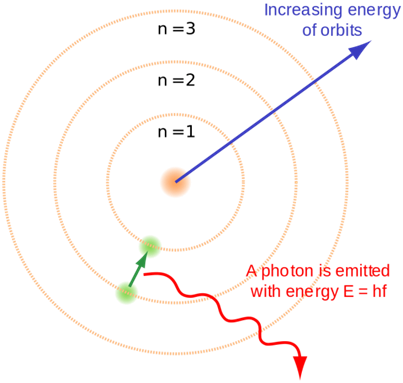 Increasing energy
of orbits
n = 3
n = 2
n = 1
A photon is emitted
with energy E = hf